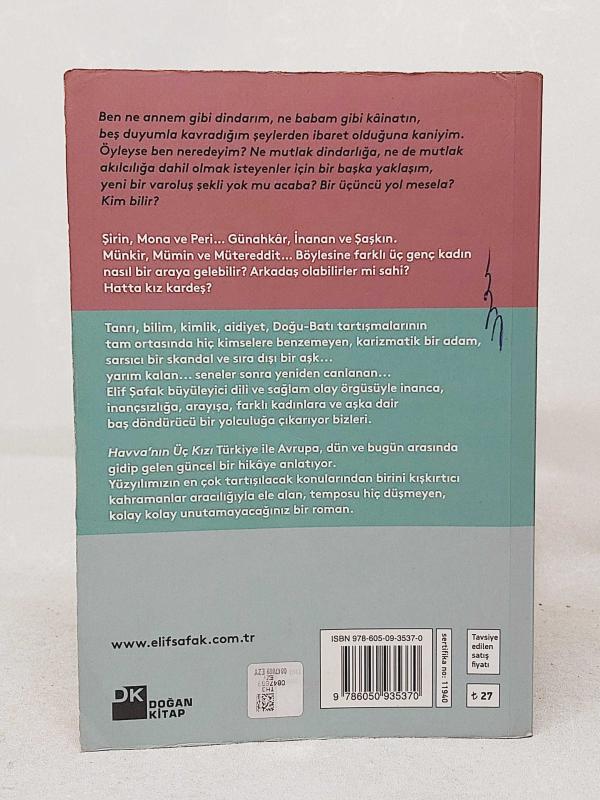 Ben ne annem gibi dindarım, ne babam gibi kâinatın,
beş duyumla kavradığım şeylerden ibaret olduğuna kaniyim.
Öyleyse ben neredeyim? Ne mutlak dindarlığa, ne de mutlak
akılcılığa dahil olmak isteyenler için bir başka yaklaşım,
yeni bir varoluş şekli yok mu acaba? Bir üçüncü yol mesela?
Kim bilir?
Şirin, Mona ve Peri... Günahkâr, İnanan ve Şaşkın.
Münkir, Mümin ve Mütereddit... Böylesine farklı üç genç kadın
nasıl bir araya gelebilir? Arkadaş olabilirler mi sahi?
Hatta kız kardeş?
Tanrı, bilim, kimlik, aidiyet, Doğu-Batı tartışmalarının
tam ortasında hiç kimselere benzemeyen, karizmatik bir adam,
sarsıcı bir skandal ve sıra dışı bir aşk...
yarım kalan... seneler sonra yeniden canlanan...
Elif Şafak büyüleyici dili ve sağlam olay örgüsüyle inanca,
inançsızlığa, arayışa, farklı kadınlara ve aşka dair
baş döndürücü bir yolculuğa çıkarıyor bizleri.
Havva'nın Üç Kızı Türkiye ile Avrupa, dün ve bugün arasında
gidip gelen güncel bir hikâye anlatıyor.
Yüzyılımızın en çok tartışılacak konularından birini kışkırtıcı
kahramanlar aracılığıyla ele alan, temposu hiç düşmeyen,
kolay kolay unutamayacağınız bir roman.
www.elifsafak.com.tr
DK
DOĞAN
KİTAP
ISBN 978-605-09-3537-0
9 786050 935370
sertifika no: 11940
Tavsiye
edilen
satış
fiyatı
₺ 27